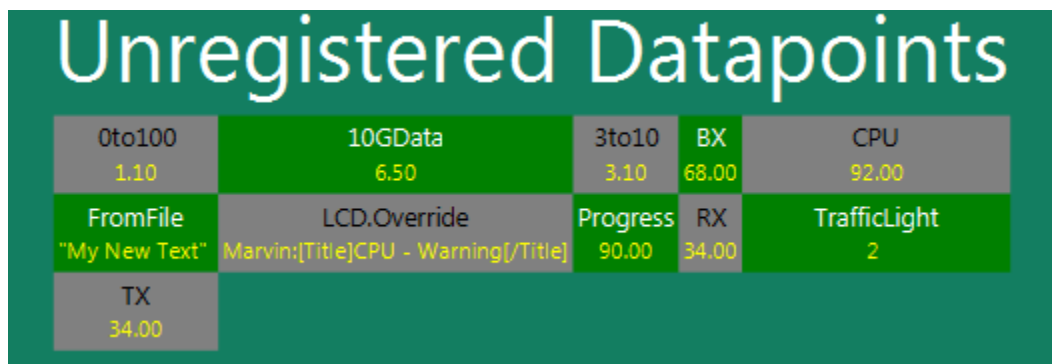 Unregistered Datapoints
0to100 10GData 3to10 BX CPU
1.10 6.50 3.10 68.00 92.00
FromFile LCD.Override Progress RX TrafficLight
"My New Text" Marvin:[Title]CPU - Warning[/Title] 90.00 34.00 2
TX
34.00